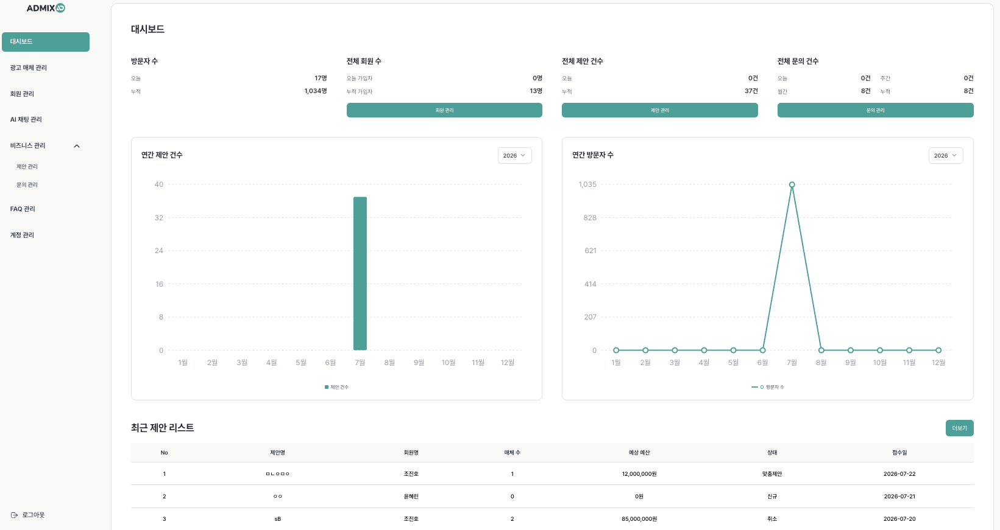 ADMIX AD
대시보드
광고 매체 관리
회원 관리
AI 채팅 관리
비즈니스 관리
제안 관리
문의 관리
FAQ 관리
계정 관리
로그아웃
대시보드
방문자 수
오늘 17명
누적 1,034명
전체 회원 수
오늘 가입자 0명
누적 가입자 13명
회원 관리
전체 제안 건수
오늘 0건
누적 37건
제안 관리
전체 문의 건수
오늘 0건 주간 0건
월간 8건 누적 8건
문의 관리
연간 제안 건수
2026
40
32
24
16
8
0
1월 2월 3월 4월 5월 6월 7월 8월 9월 10월 11월 12월
제안 건수
연간 방문자 수
2026
1,035
828
621
414
207
0
1월 2월 3월 4월 5월 6월 7월 8월 9월 10월 11월 12월
방문자 수
최근 제안 리스트
더보기
No 제안명 회원명 매체 수 예상 예산 상태 접수일
1 ㅁㄴㅇㅁㅇ 조진호 1 12,000,000원 맞춤제안 2026-07-22
2 ㅇㅇ 윤혜린 0 0원 신규 2026-07-21
3 sB 조진호 2 85,000,000원 취소 2026-07-20